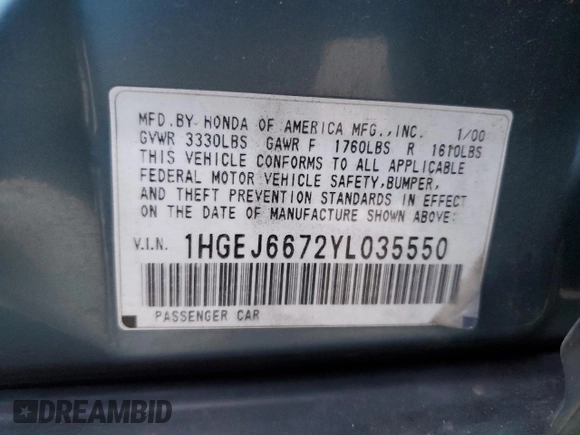 MFD. BY HONDA OF AMERICA MFG., INC. 1/00
GVWR 3330LBS GAWR F 1760LBS R 1610LBS
THIS VEHICLE CONFORMS TO ALL APPLICABLE
FEDERAL MOTOR VEHICLE SAFETY, BUMPER,
AND THEFT PREVENTION STANDARDS IN EFFECT
ON THE DATE OF MANUFACTURE SHOWN ABOVE:
V.I.N. 1HGEJ6672YL035550
PASSENGER CAR
DREAMBID